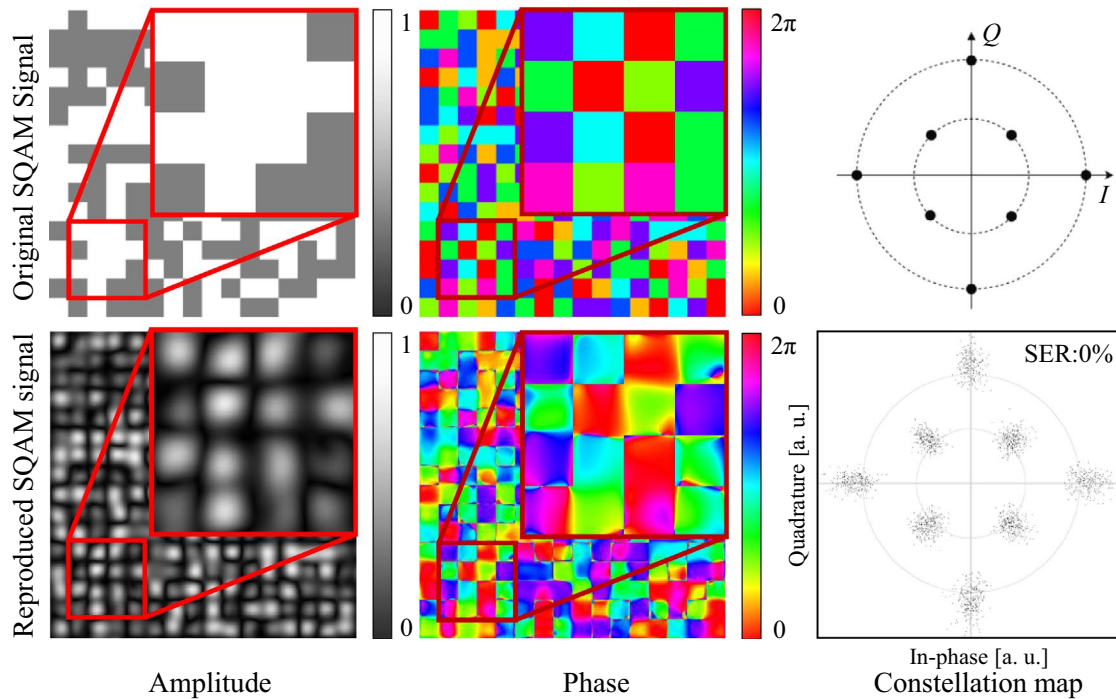 Original SQAM Signal
1
0
2π
0
Q
I
Reproduced SQAM signal
1
0
2π
0
SER:0%
Quadrature [a. u.]
In-phase [a. u.]
Amplitude
Phase
Constellation map